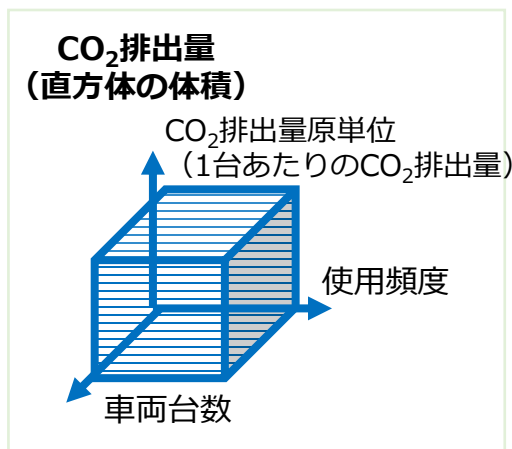 CO₂排出量
（直方体の体積）
CO₂排出量原単位
（1台あたりのCO₂排出量）
使用頻度
車両台数